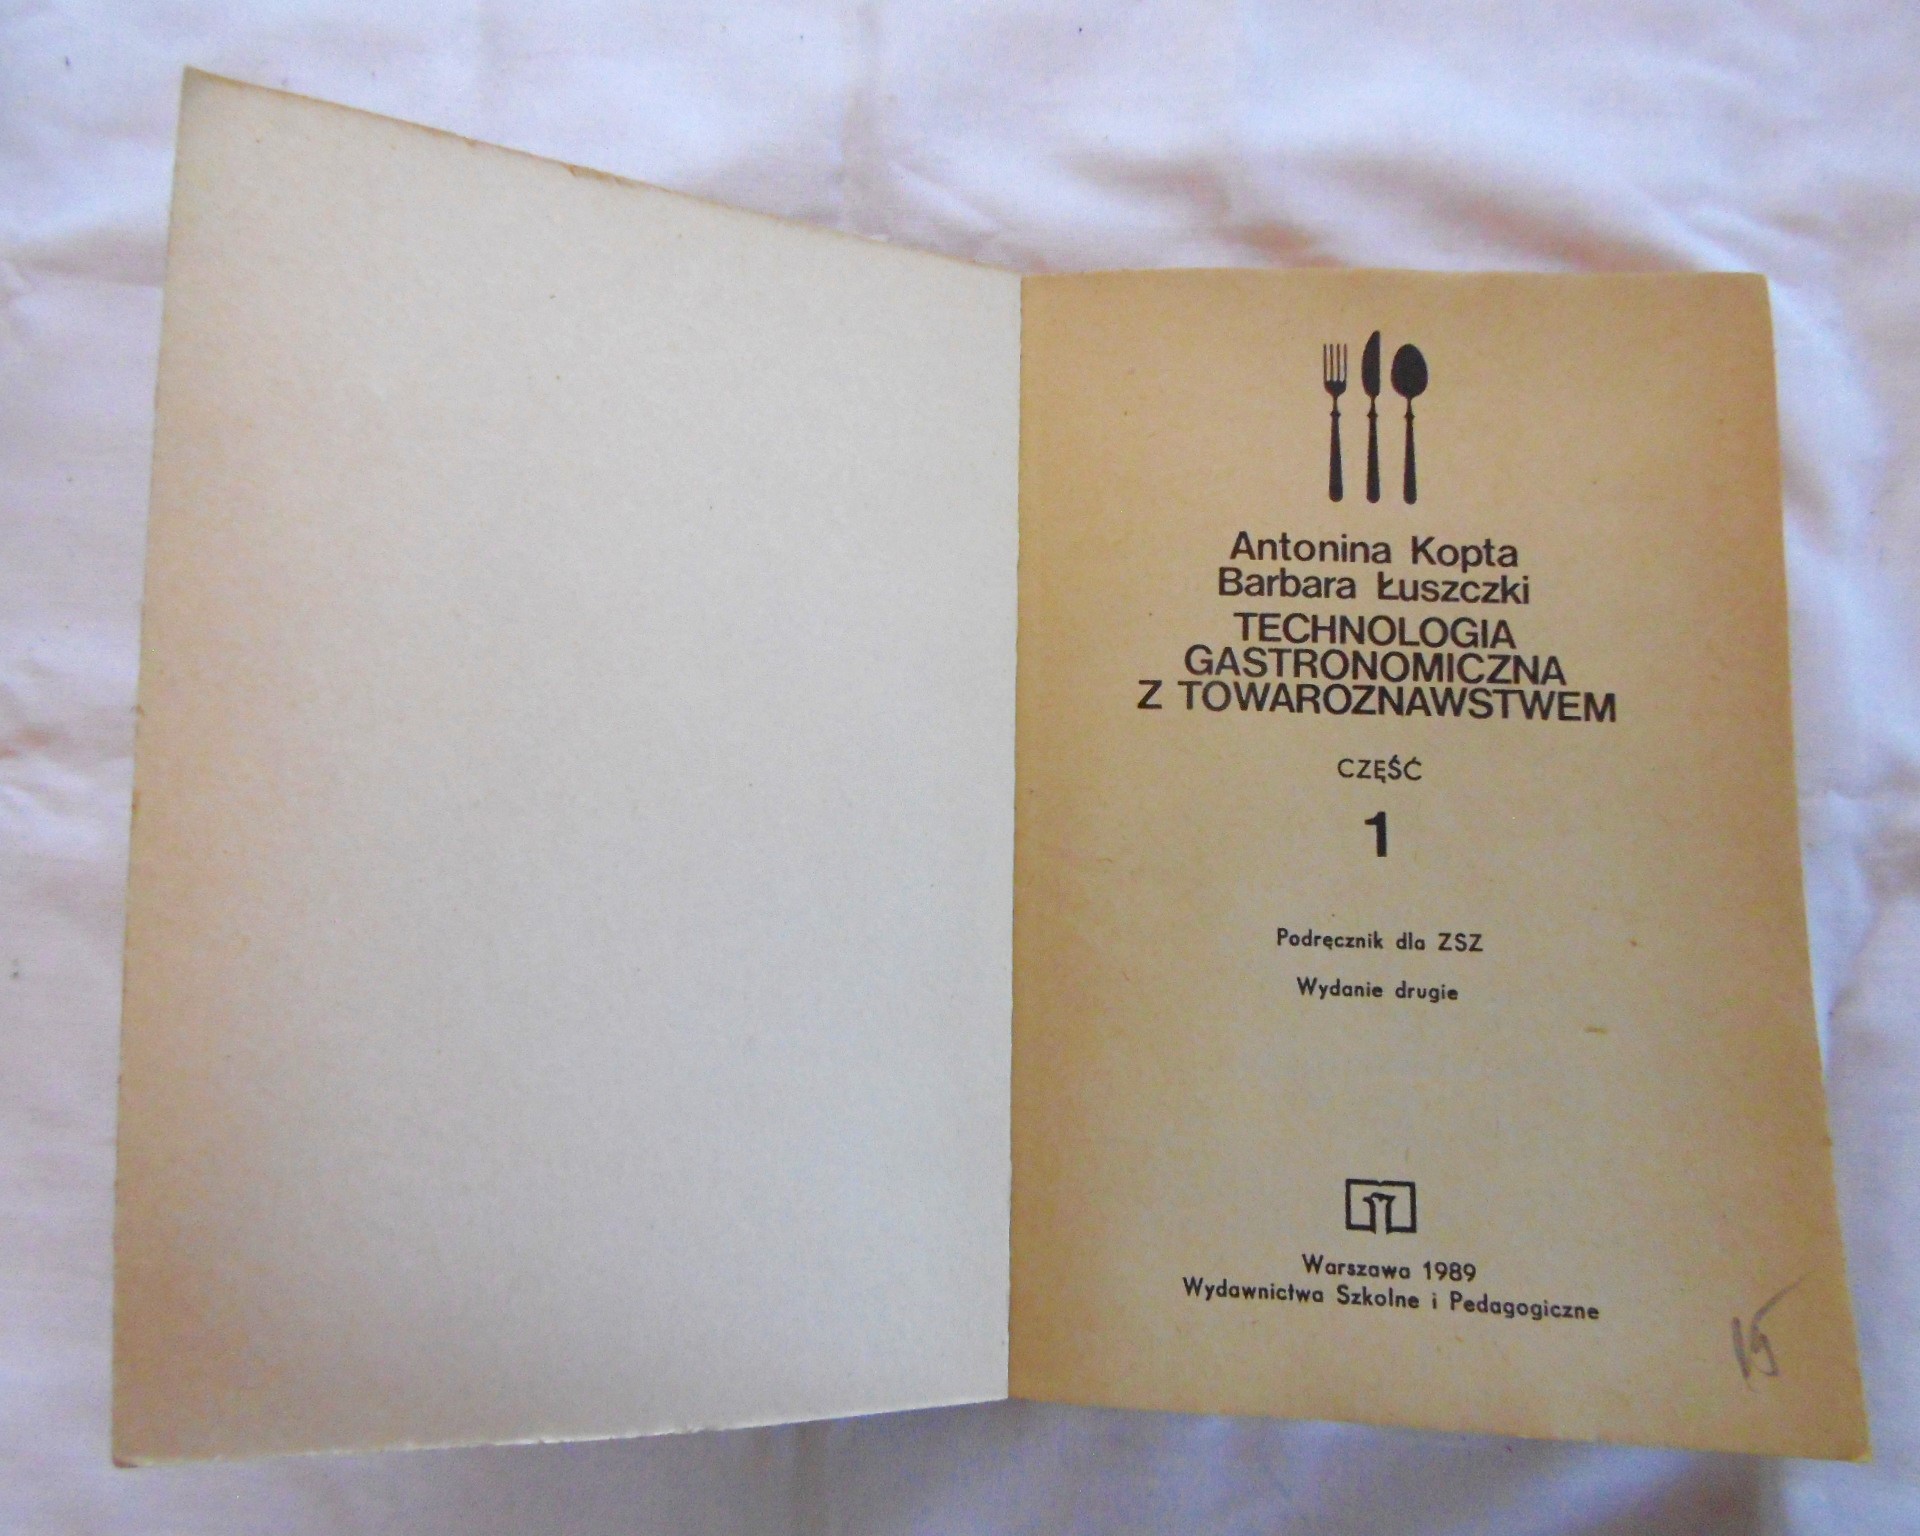 Antonina Kopta
Barbara Łuszczki
TECHNOLOGIA
GASTRONOMICZNA
Z TOWAROZNAWSTWEM
CZĘŚĆ
1
Podręcznik dla ZSZ
Wydanie drugie
Warszawa 1989
Wydawnictwa Szkolne i Pedagogiczne
15